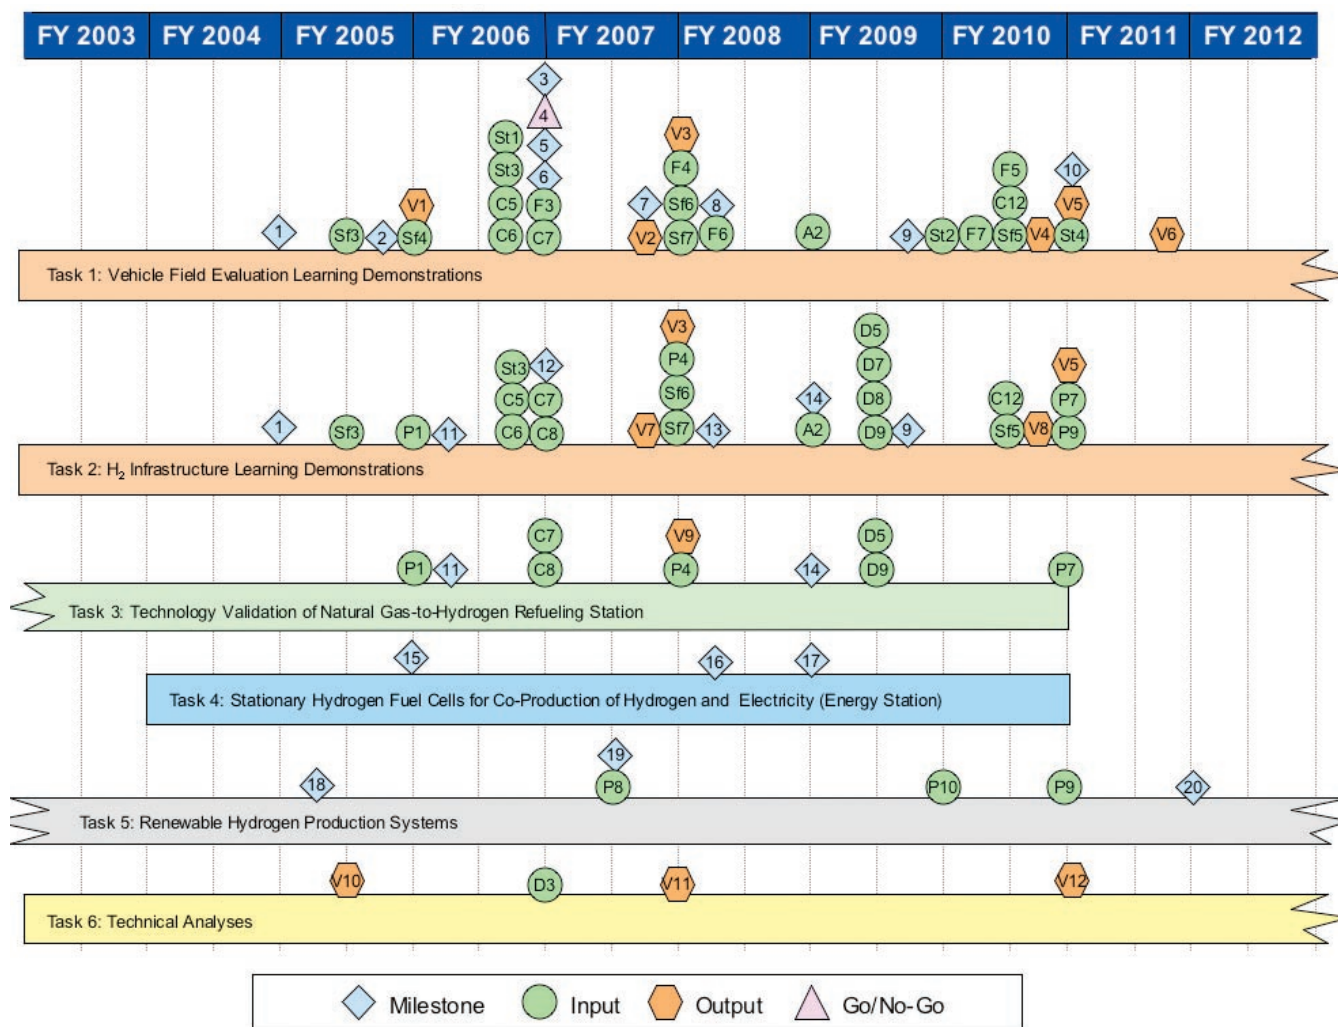 FY 2003 FY 2004 FY 2005 FY 2006 FY 2007 FY 2008 FY 2009 FY 2010 FY 2011 FY 2012
3
4 V3
St1 5 F4 F5 10
St3 6 7 Sf6 8 C12 V5
V1 C5 F3
1 Sf3 2 Sf4 C6 C7 V2 Sf7 F6 A2 9 St2 F7 Sf5 V4 St4 V6
Task 1: Vehicle Field Evaluation Learning Demonstrations
V3 D5
St3 12 P4 D7 V5
C5 C7 Sf6 14 D8 C12 P7
1 Sf3 P1 11 C6 C8 V7 Sf7 13 A2 D9 9 Sf5 V8 P9
Task 2: H₂ Infrastructure Learning Demonstrations
C7 V9 D5
P1 11 C8 P4 14 D9 P7
Task 3: Technology Validation of Natural Gas-to-Hydrogen Refueling Station
15 16 17
Task 4: Stationary Hydrogen Fuel Cells for Co-Production of Hydrogen and Electricity (Energy Station)
19
18 P8 P10 P9 20
Task 5: Renewable Hydrogen Production Systems
V10 D3 V11 V12
Task 6: Technical Analyses
Milestone Input Output Go/No-Go